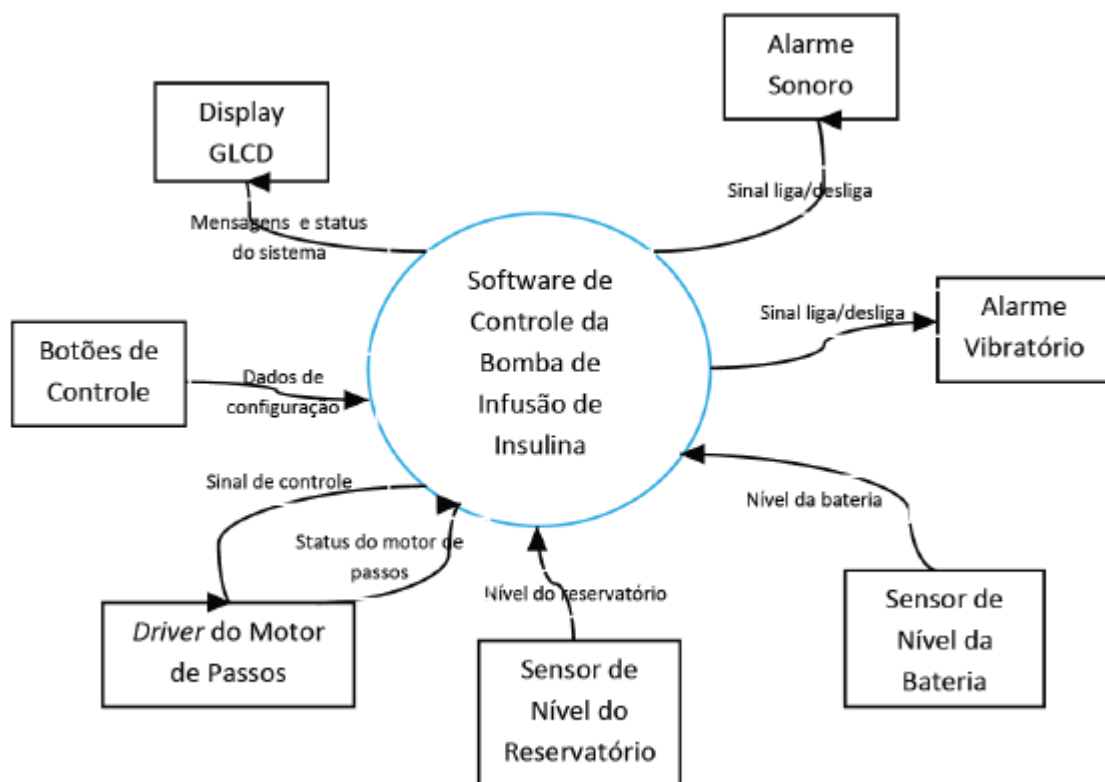 Alarme
Sonoro
Display
GLCD
Sinal liga/desliga
Mensagens e status
do sistema
Software de
Controle da
Bomba de
Infusão de
Insulina
Sinal liga/desliga
Alarme
Vibratório
Botões de
Controle
Dados de
configuração
Sinal de controle
Nível da bateria
Status do motor de
passos
Nível do reservatório
Driver do Motor
de Passos
Sensor de
Nível do
Reservatório
Sensor de
Nível da
Bateria